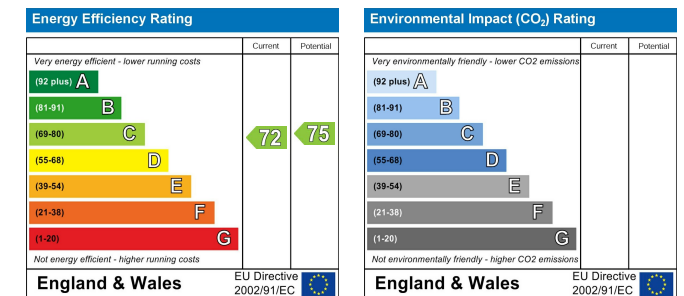 Energy Efficiency Rating
Current Potential
Very energy efficient - lower running costs
(92 plus) A
(81-91) B
(69-80) C
72 75
(55-68) D
(39-54) E
(21-38) F
(1-20) G
Not energy efficient - higher running costs
England & Wales
EU Directive
2002/91/EC
Environmental Impact (CO₂) Rating
Current Potential
Very environmentally friendly - lower CO2 emissions
(92 plus) A
(81-91) B
(69-80) C
(55-68) D
(39-54) E
(21-38) F
(1-20) G
Not environmentally friendly - higher CO2 emissions
England & Wales
EU Directive
2002/91/EC